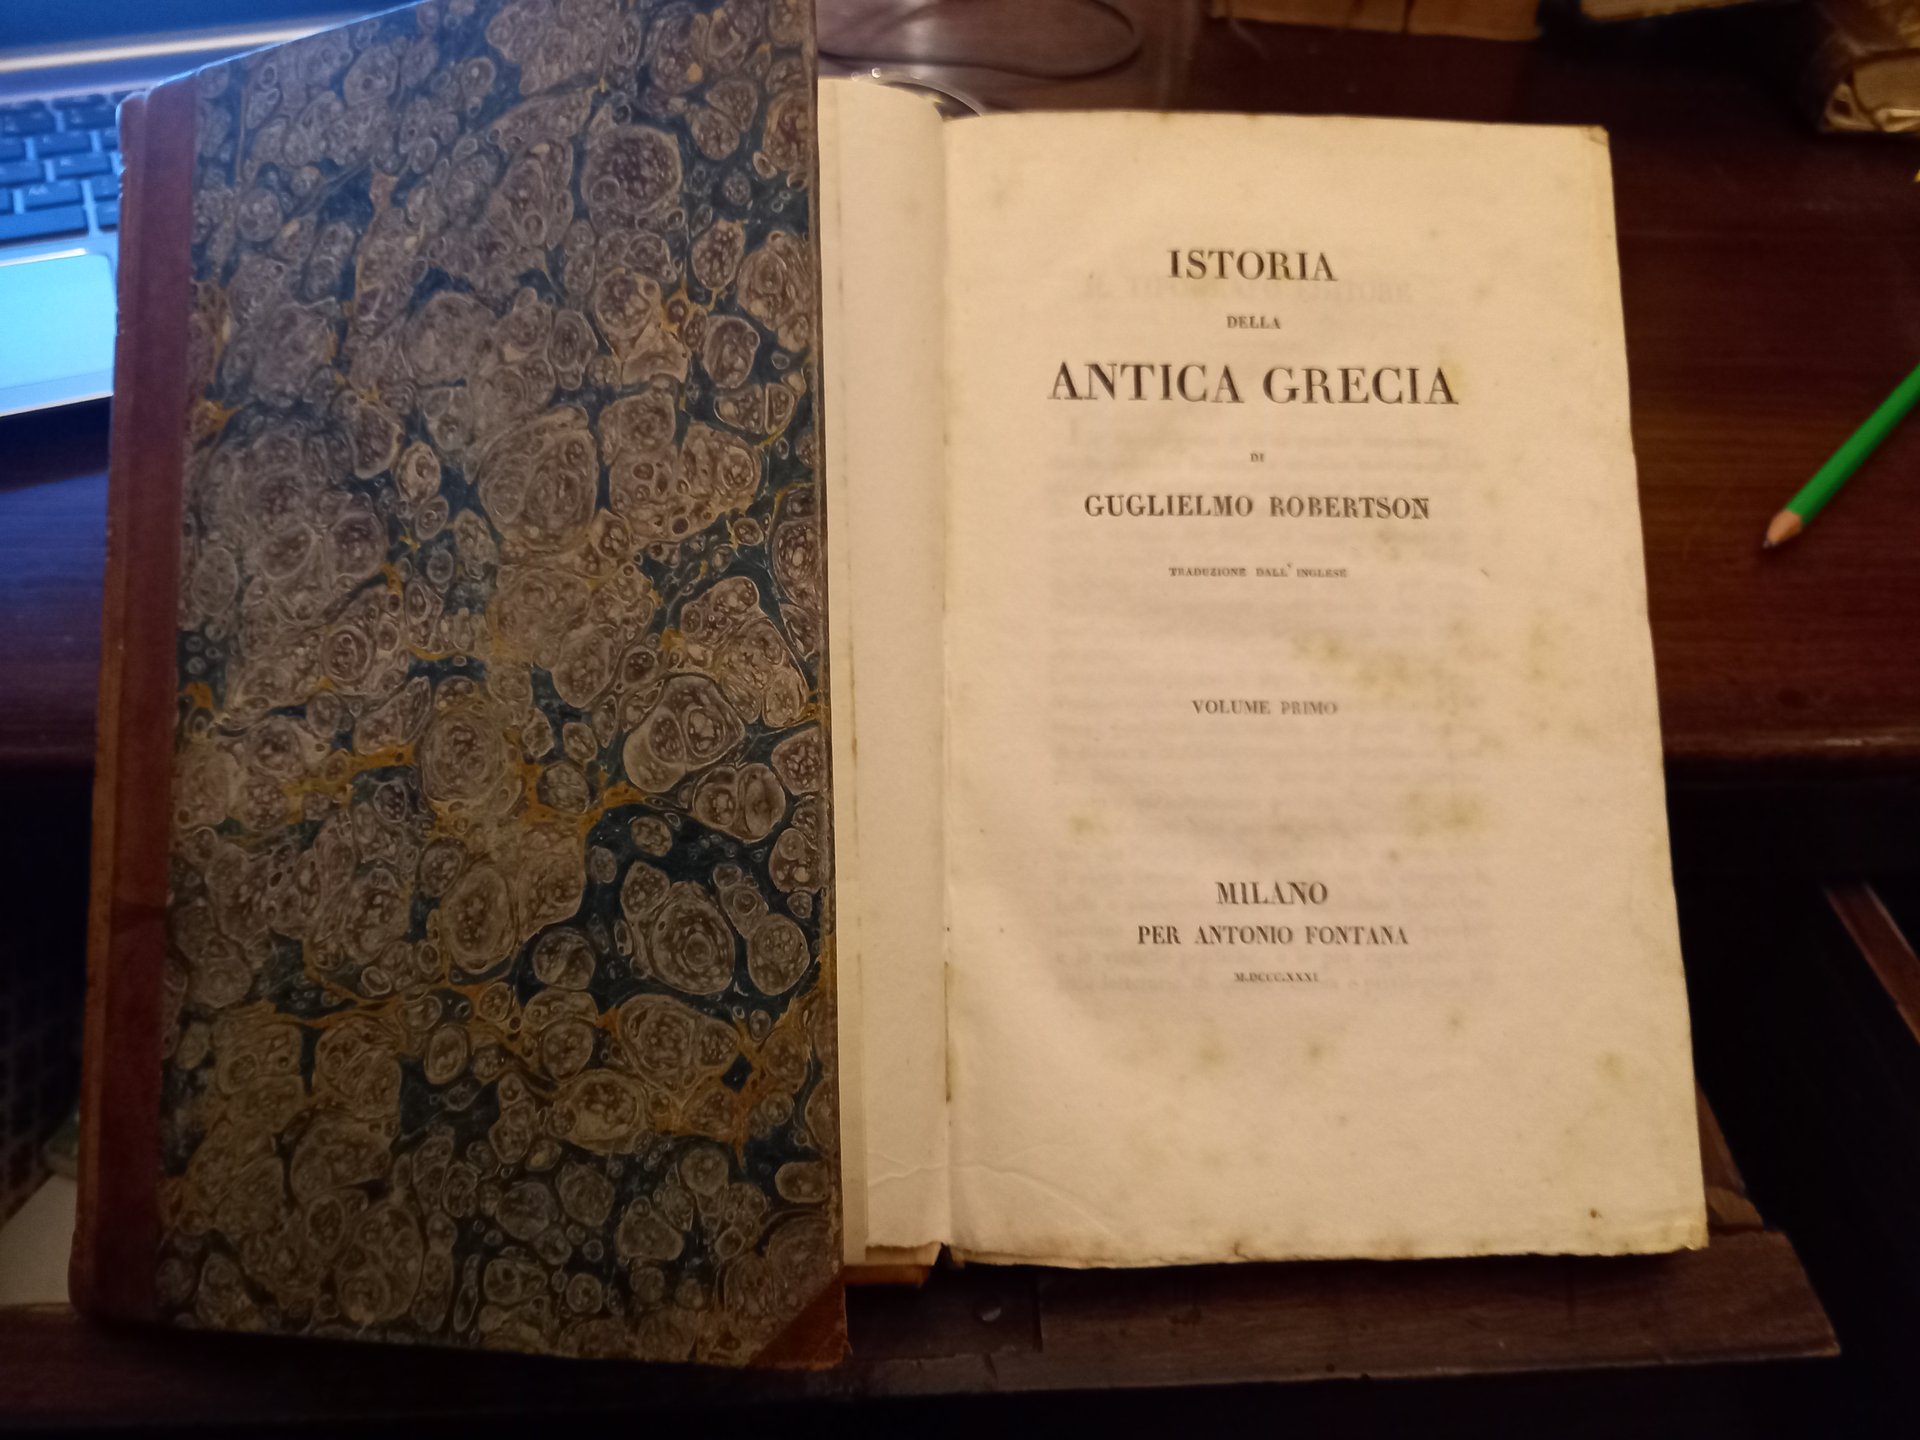 ISTORIA
DELLA
ANTICA GRECIA
DI
GUGLIELMO ROBERTSON
TRADUZIONE DALL' INGLESE
VOLUME PRIMO
MILANO
PER ANTONIO FONTANA
M.DCCC.XXXI